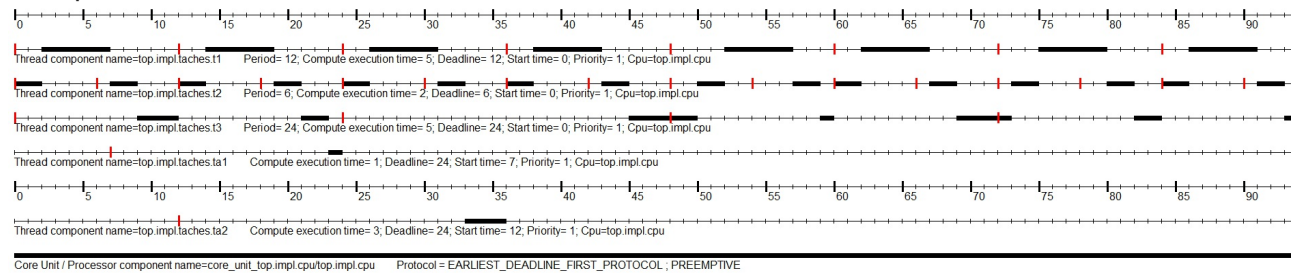 0 5 10 15 20 25 30 35 40 45 50 55 60 65 70 75 80 85 90
Thread component name=top.impl.taches.t1 Period= 12; Compute execution time= 5; Deadline= 12; Start time= 0; Priority= 1; Cpu=top.impl.cpu
Thread component name=top.impl.taches.t2 Period= 6; Compute execution time= 2; Deadline= 6; Start time= 0; Priority= 1; Cpu=top.impl.cpu
Thread component name=top.impl.taches.t3 Period= 24; Compute execution time= 5; Deadline= 24; Start time= 0; Priority= 1; Cpu=top.impl.cpu
Thread component name=top.impl.taches.ta1 Compute execution time= 1; Deadline= 24; Start time= 7; Priority= 1; Cpu=top.impl.cpu
0 5 10 15 20 25 30 35 40 45 50 55 60 65 70 75 80 85 90
Thread component name=top.impl.taches.ta2 Compute execution time= 3; Deadline= 24; Start time= 12; Priority= 1; Cpu=top.impl.cpu
Core Unit / Processor component name=core_unit_top.impl.cpu/top.impl.cpu Protocol = EARLIEST_DEADLINE_FIRST_PROTOCOL ; PREEMPTIVE